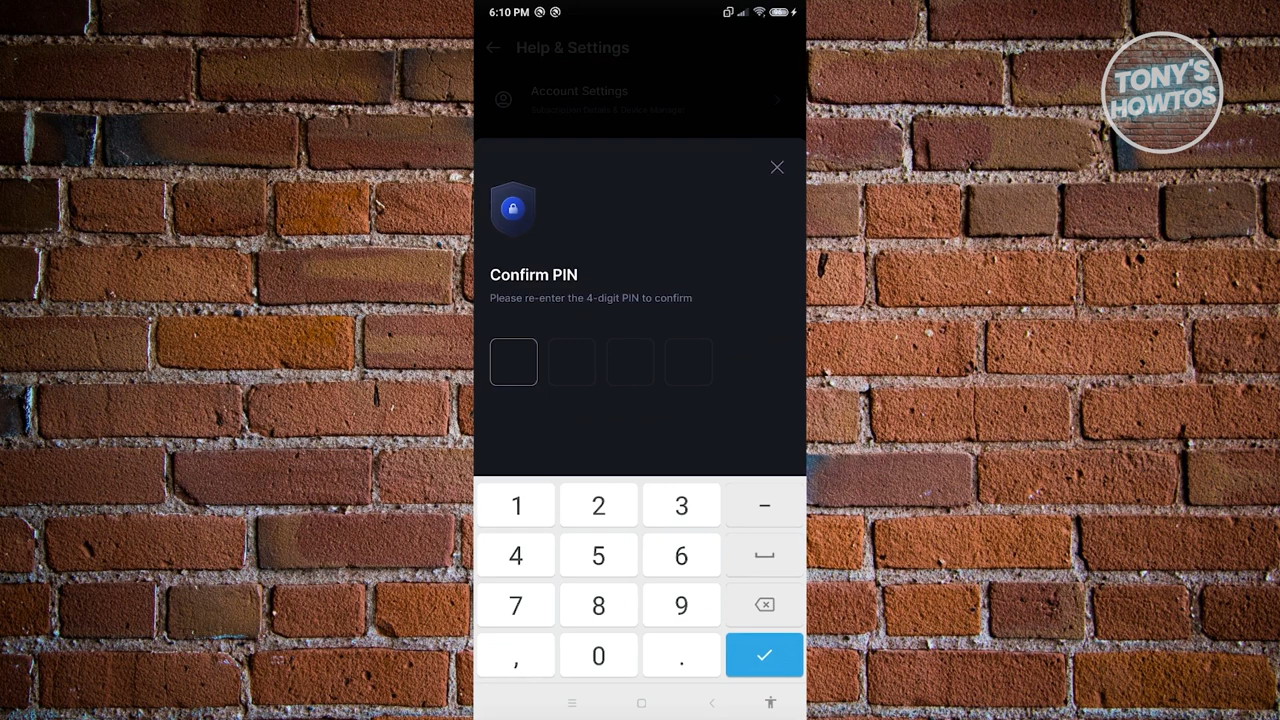 6:10 PM
Help & Settings
Account Settings
TONY'S
HOWTOS
Confirm PIN
Please re-enter the 4-digit PIN to confirm
1 2 3 -
4 5 6
7 8 9
, 0 .